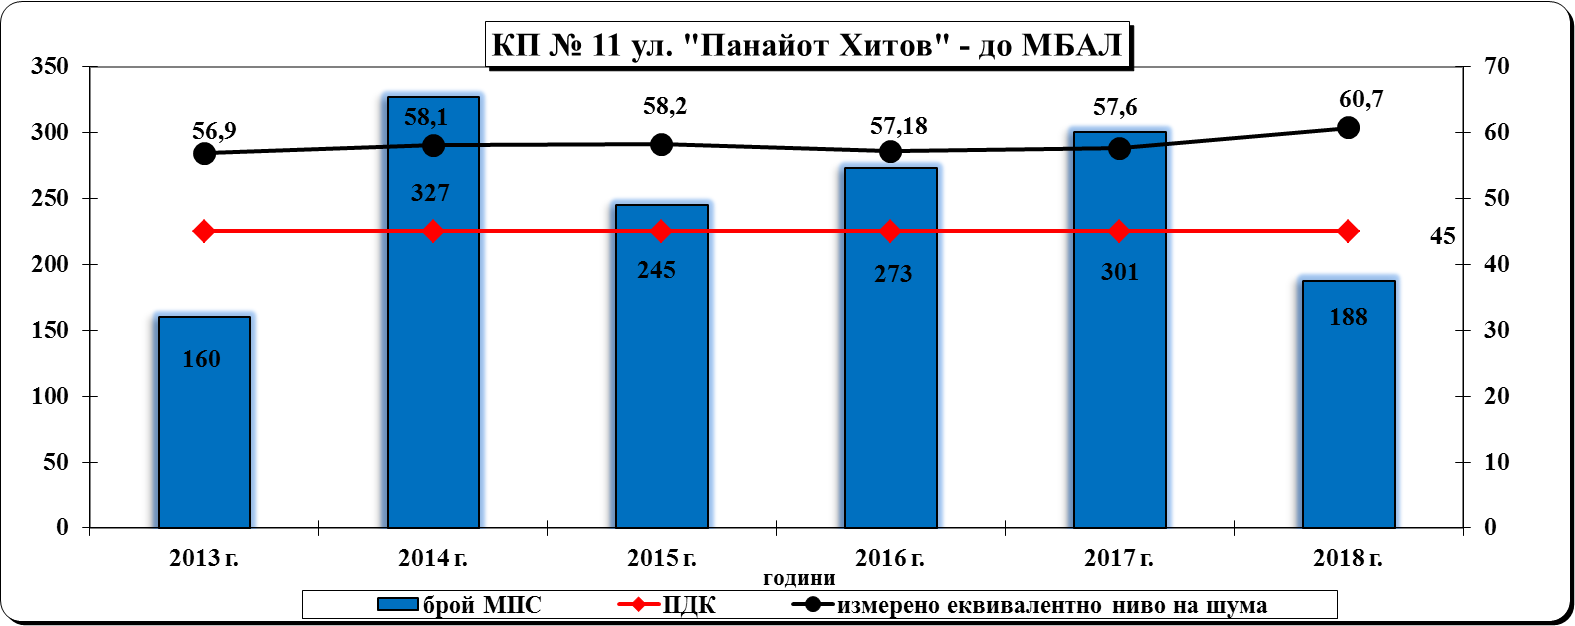 КП № 11 ул. "Панайот Хитов" - до МБАЛ
350
300
250
200
150
100
50
0
70
60
50
40
30
20
10
0
56,9
58,1
58,2
57,18
57,6
60,7
45
160
327
245
273
301
188
2013 г.
2014 г.
2015 г.
2016 г.
2017 г.
2018 г.
години
брой МПС
ПДК
измерено еквивалентно ниво на шума